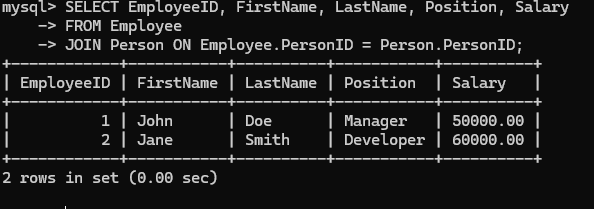 mysql> SELECT EmployeeID, FirstName, LastName, Position, Salary
    -> FROM Employee
    -> JOIN Person ON Employee.PersonID = Person.PersonID;
+------------+-----------+----------+-----------+----------+
| EmployeeID | FirstName | LastName | Position  | Salary   |
+------------+-----------+----------+-----------+----------+
|          1 | John      | Doe      | Manager   | 50000.00 |
|          2 | Jane      | Smith    | Developer | 60000.00 |
+------------+-----------+----------+-----------+----------+
2 rows in set (0.00 sec)